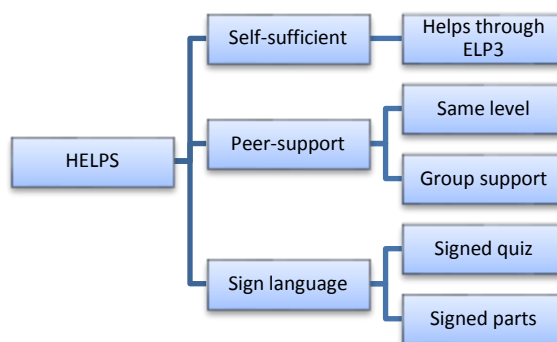 Self-sufficient
Helps through
ELP3
HELPS
Peer-support
Same level
Group support
Sign language
Signed quiz
Signed parts